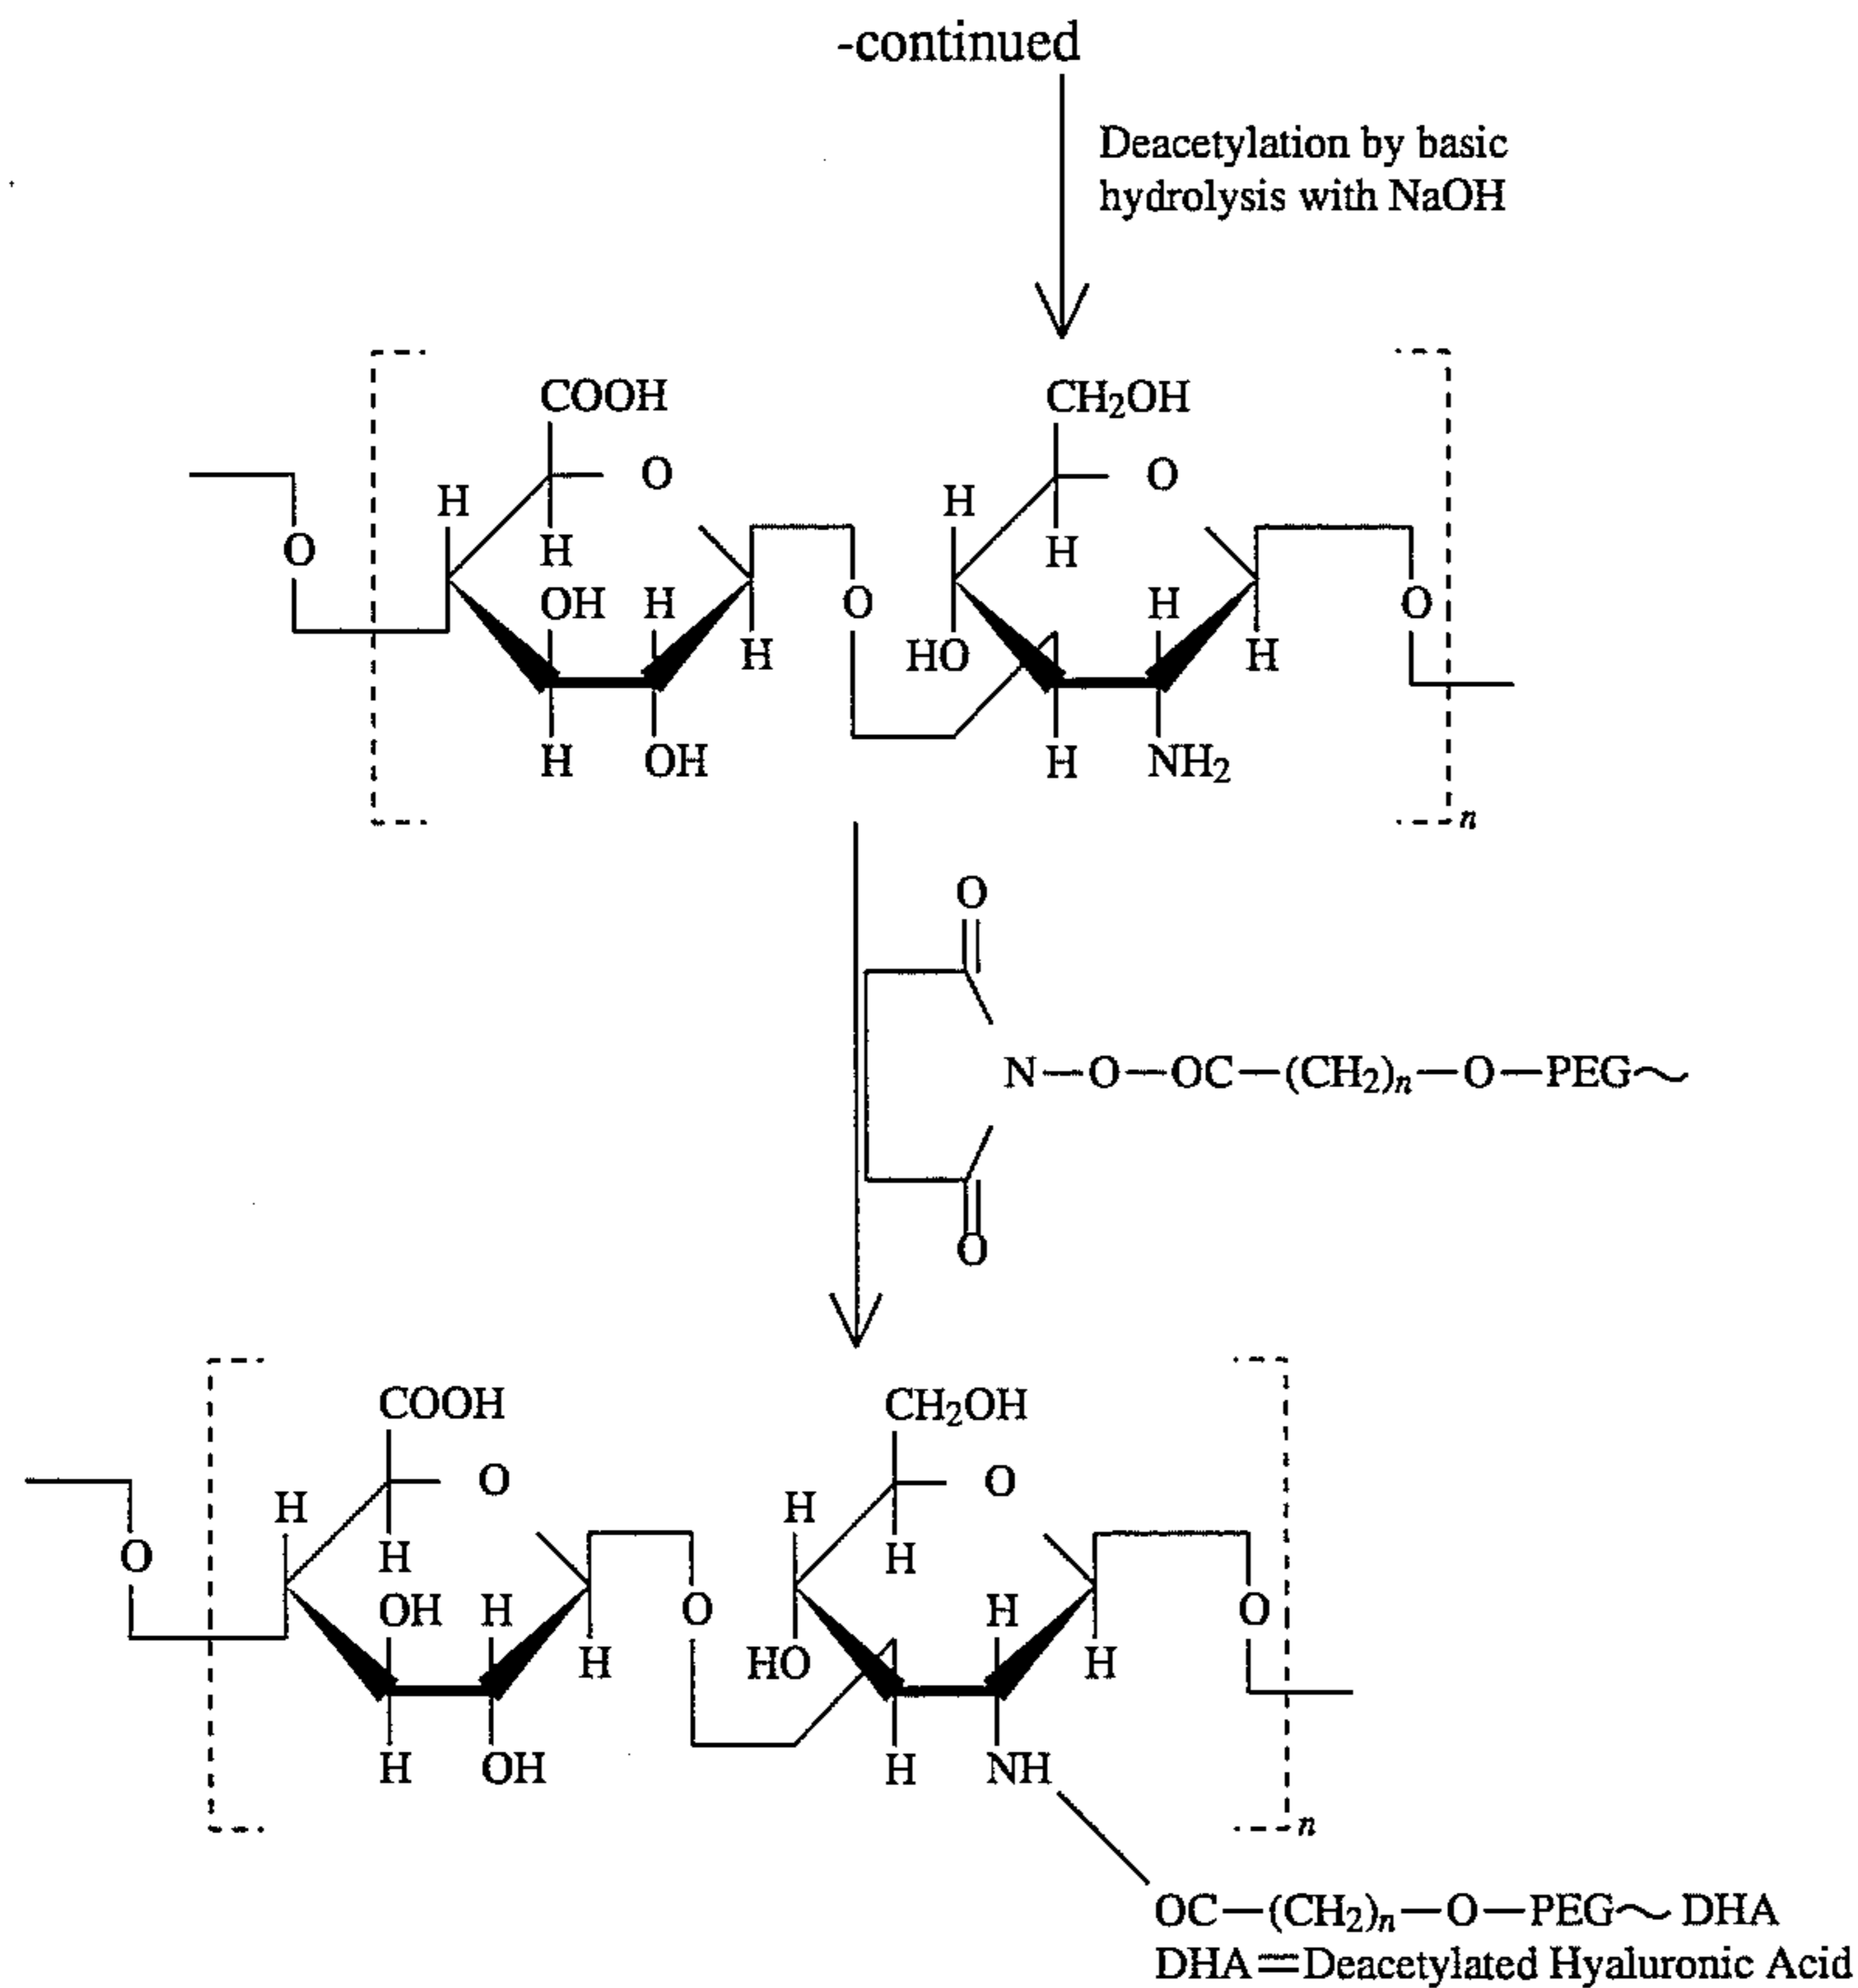 -continued
Deacetylation by basic
hydrolysis with NaOH
COOH CH₂OH
H O H O
O H H
OH H O H O
H HO H
H OH H NH₂
n
O
N—O—OC—(CH₂)ₙ—O—PEG~
O
COOH CH₂OH
H O H O
O H H
OH H O H O
H HO H
H OH H NH
n
OC—(CH₂)ₙ—O—PEG~DHA
DHA=Deacetylated Hyaluronic Acid